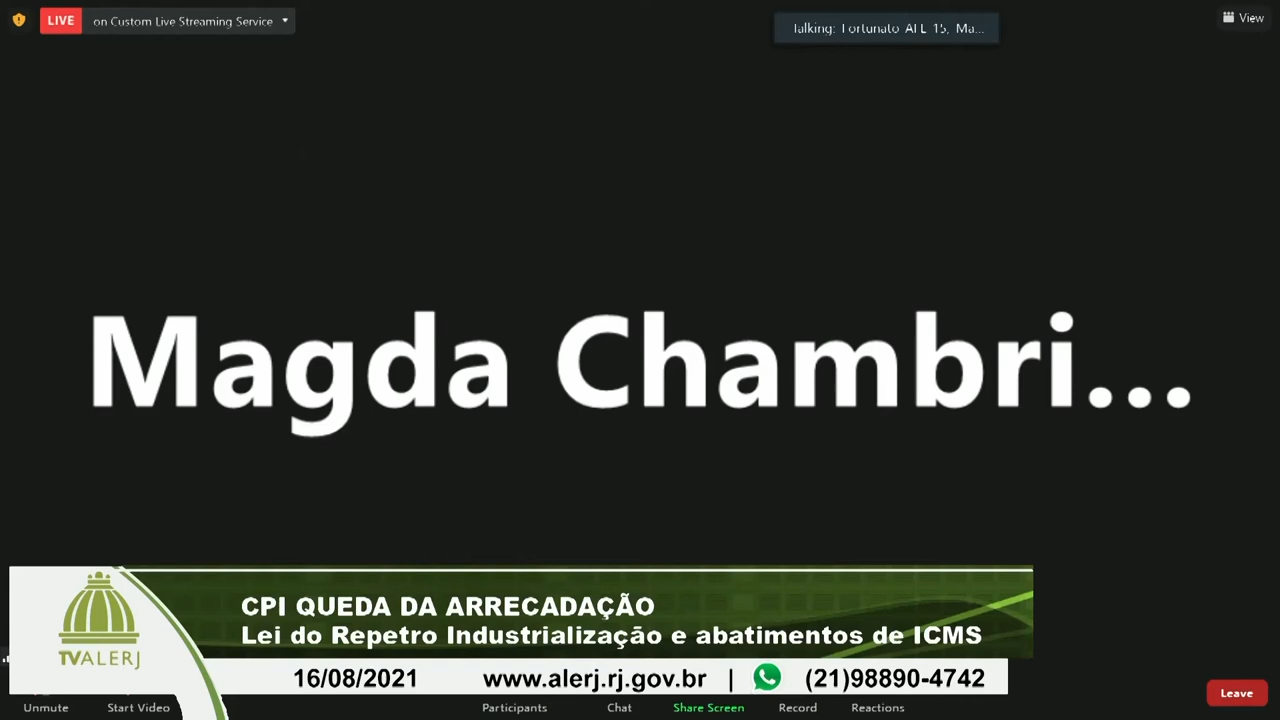 LIVE on Custom Live Streaming Service
Talking: Fortunato AFL 15, Ma...
View
Magda Chambri...
CPI QUEDA DA ARRECADAÇÃO
Lei do Repetro Industrialização e abatimentos de ICMS
TVALERJ
16/08/2021 www.alerj.rj.gov.br | (21)98890-4742
Leave
Unmute Start Video Participants Chat Share Screen Record Reactions